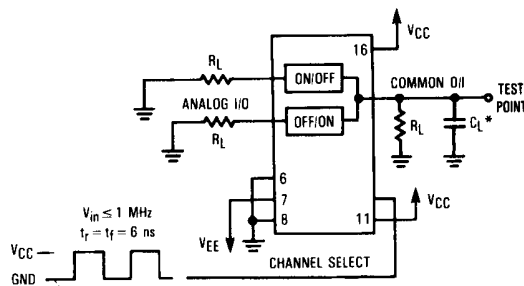 VCC
16
RL
ON/OFF
COMMON O/I
TEST
POINT
ANALOG I/O
OFF/ON
RL
RL
CL*
6
7
8
VCC
11
Vin ≤ 1 MHz
tr = tf = 6 ns
VEE
VCC
GND
CHANNEL SELECT